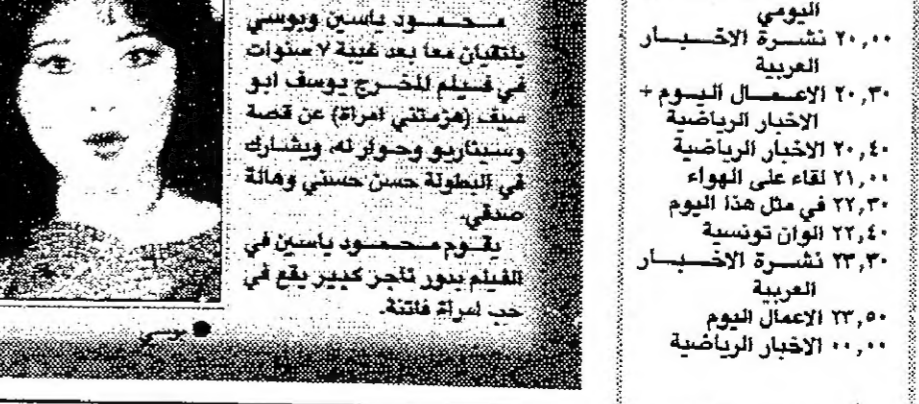 محمود ياسين وبوسي
يلتقيان معا بعد غيبة ٧ سنوات
في فيلم للمخرج يوسف ابو
سيف (هزمتني امرأة) عن قصة
وسيناريو وحوار له، ويشارك
في البطولة حسن حسني وهالة
صدقي.
يقوم محمود ياسين في
الفيلم بدور تاجر كبير يقع في
حب امرأة فاتنة.
● بوسي
اليومي
٢٠,٠٠ نشرة الاخبار
العربية
٢٠,٣٠ الاعمال اليوم +
الاخبار الرياضية
٢٠,٤٠ الاخبار الرياضية
٢١,٠٠ لقاء على الهواء
٢٢,٣٠ في مثل هذا اليوم
٢٢,٤٠ الوان تونسية
٢٣,٣٠ نشرة الاخبار
العربية
٢٣,٥٠ الاعمال اليوم
٠٠,٠٠ الاخبار الرياضية